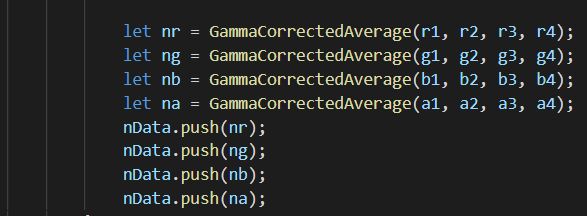 let nr = GammaCorrectedAverage(r1, r2, r3, r4);
let ng = GammaCorrectedAverage(g1, g2, g3, g4);
let nb = GammaCorrectedAverage(b1, b2, b3, b4);
let na = GammaCorrectedAverage(a1, a2, a3, a4);
nData.push(nr);
nData.push(ng);
nData.push(nb);
nData.push(na);